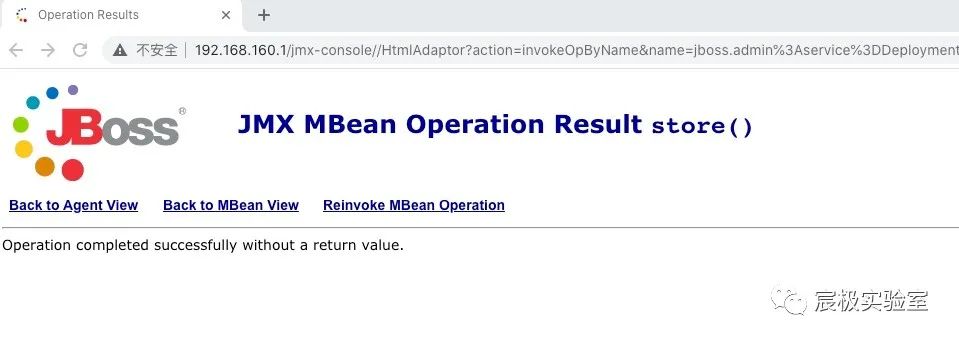 Operation Results
不安全 192.168.160.1/jmx-console//HtmlAdaptor?action=invokeOpByName&name=jboss.admin%3Aservice%3DDeployment
JBoss®
JMX MBean Operation Result store()
Back to Agent View Back to MBean View Reinvoke MBean Operation
Operation completed successfully without a return value.
宸极实验室